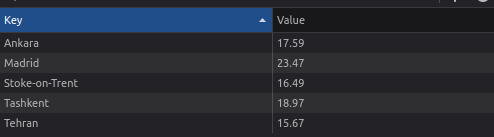 Key Value
Ankara 17.59
Madrid 23.47
Stoke-on-Trent 16.49
Tashkent 18.97
Tehran 15.67